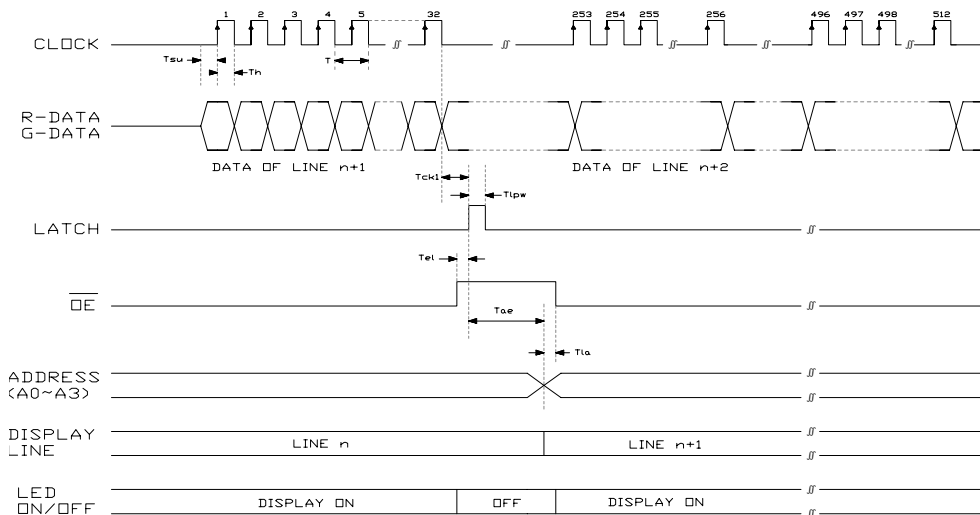 1 2 3 4 5 32 253 254 255 256 496 497 498 512
CLOCK
Tsu Th T
R-DATA
G-DATA
DATA OF LINE n+1 DATA OF LINE n+2
Tck1 Tlpw
LATCH
Tel
OE
Tae
Tla
ADDRESS
(A0~A3)
DISPLAY
LINE
LINE n LINE n+1
LED
ON/OFF
DISPLAY ON OFF DISPLAY ON